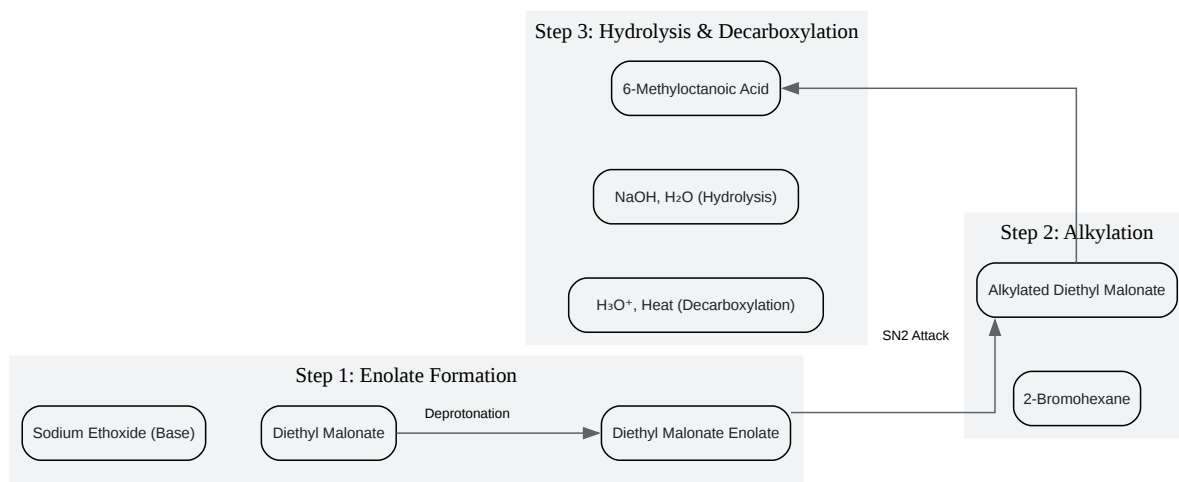 Step 3: Hydrolysis & Decarboxylation
6-Methyloctanoic Acid
NaOH, H₂O (Hydrolysis)
H₃O⁺, Heat (Decarboxylation)
Step 2: Alkylation
Alkylated Diethyl Malonate
SN2 Attack
2-Bromohexane
Step 1: Enolate Formation
Sodium Ethoxide (Base)
Diethyl Malonate
Deprotonation
Diethyl Malonate Enolate